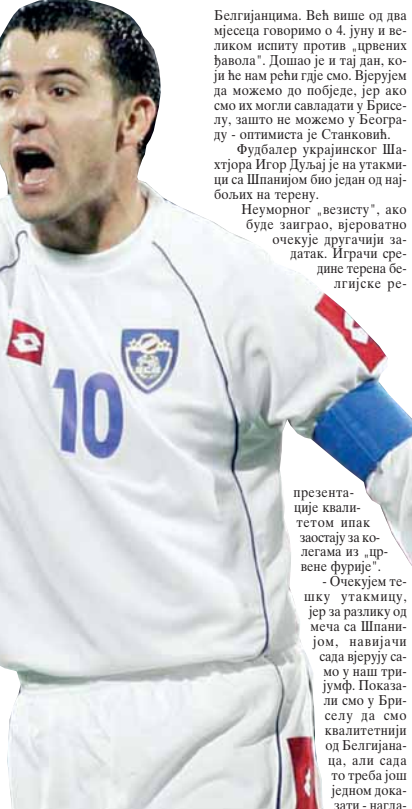 Белгијанцима. Већ више од два
мјесеца говоримо о 4. јуну и ве-
ликом испиту против „црвених
ђавола". Дошао је и тај дан, ко-
ји ће нам рећи гдје смо. Вјерујем
да можемо до побједе, јер ако
смо их могли савладати у Брисе-
лу, зашто не можемо у Београ-
ду - оптимиста је Станковић.
Фудбалер украјинског Ша-
хтјора Игор Дуљај је на утакми-
ци са Шпанијом био један од нај-
бољих на терену.
Неуморног „везисту", ако
буде заиграо, вјероватно
очекује другачији за-
датак. Играчи сре-
дине терена бе-
лгијске ре-
презента-
ције квали-
тетом ипак
заостају за ко-
легама из „цр-
вене фурије".
- Очекујем те-
шку утакмицу,
јер за разлику од
меча са Шпани-
јом, навијачи
сада вјерују са-
мо у наш три-
јумф. Показа-
ли смо у Бри-
селу да смо
квалитетнији
од Белгијана-
ца, али сада
то треба још
једном дока-
зати - нагла-
10